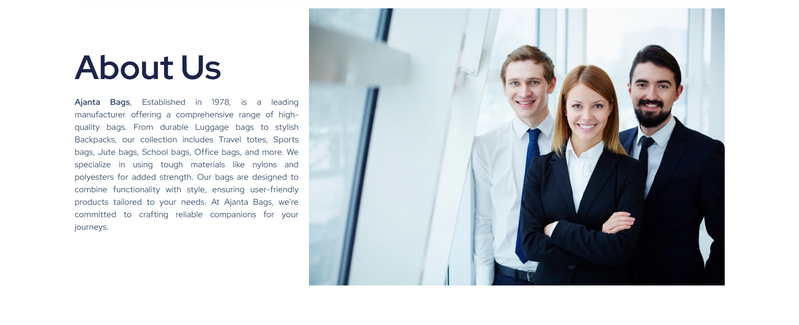 About Us
Ajanta Bags, Established in 1978, is a leading
manufacturer offering a comprehensive range of high-
quality bags. From durable Luggage bags to stylish
Backpacks, our collection includes Travel totes, Sports
bags, Jute bags, School bags, Office bags, and more. We
specialize in using tough materials like nylons and
polyesters for added strength. Our bags are designed to
combine functionality with style, ensuring user-friendly
products tailored to your needs. At Ajanta Bags, we're
committed to crafting reliable companions for your
journeys.